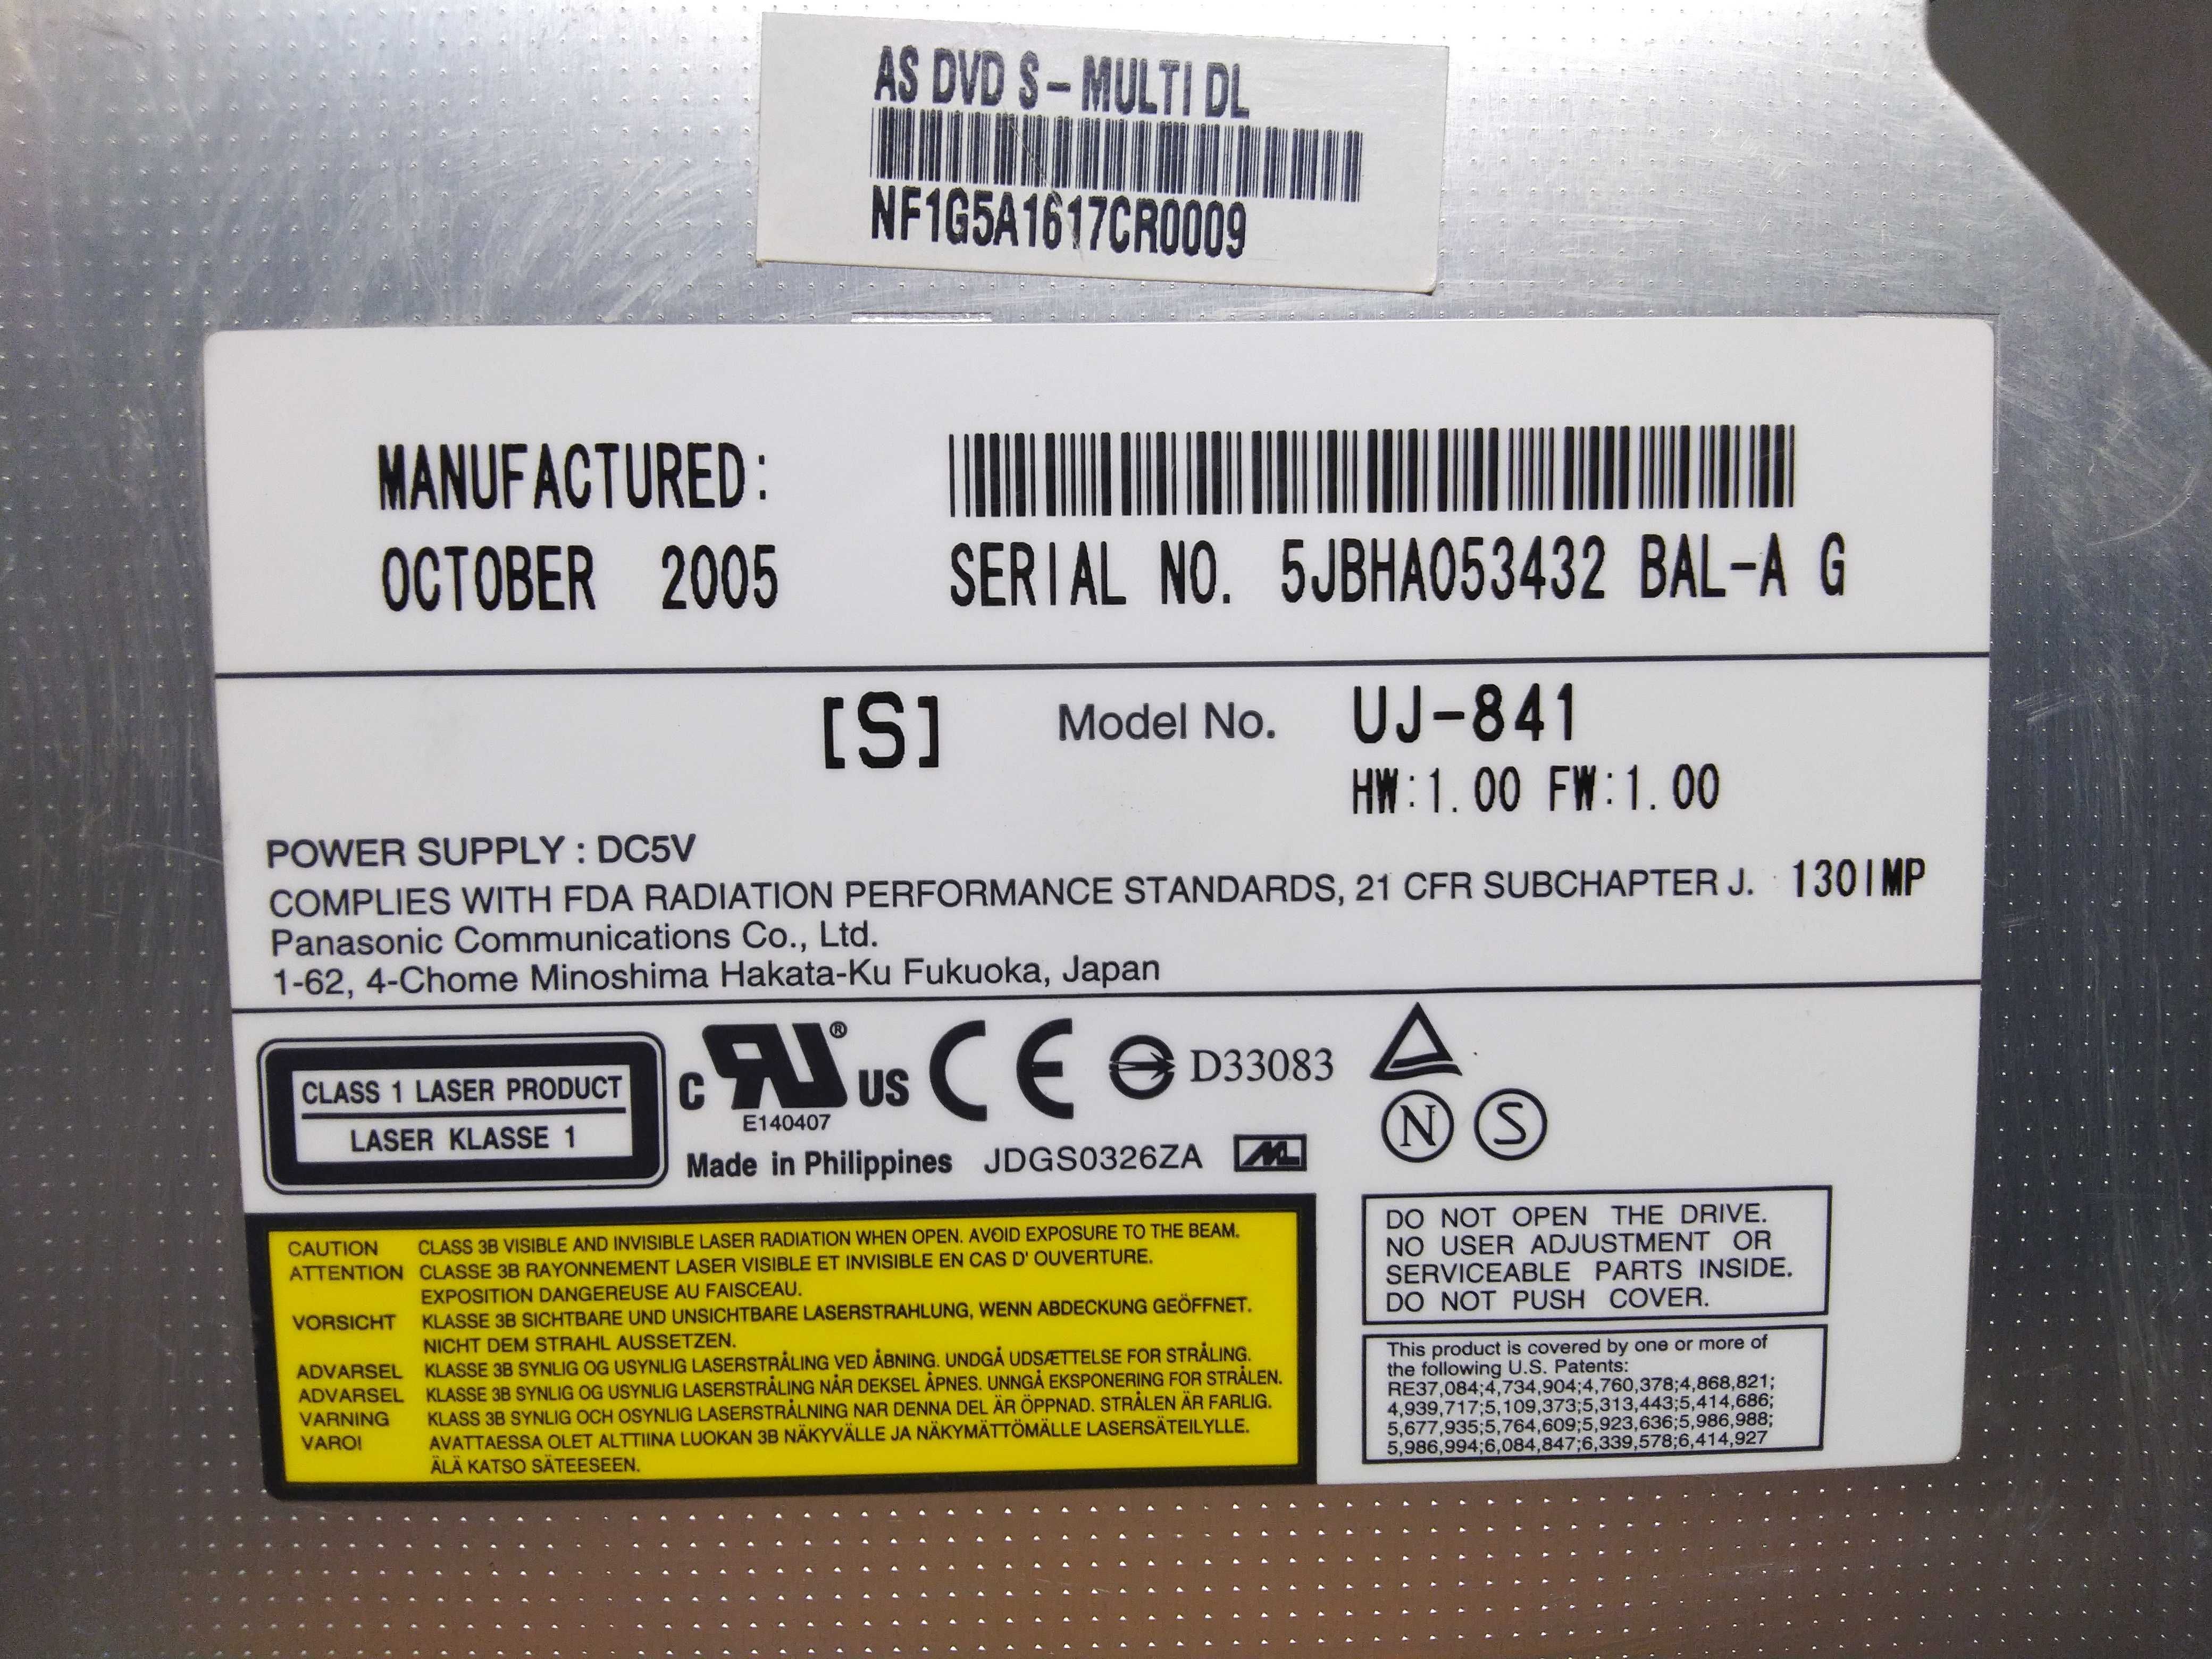 AS DVD S-MULTI DL
NF1G5A1617CR0009
MANUFACTURED:
OCTOBER 2005
SERIAL NO. 5JBHA053432 BAL-A G
[S] Model No. UJ-841
HW:1.00 FW:1.00
POWER SUPPLY : DC5V
COMPLIES WITH FDA RADIATION PERFORMANCE STANDARDS, 21 CFR SUBCHAPTER J. 130IMP
Panasonic Communications Co., Ltd.
1-62, 4-Chome Minoshima Hakata-Ku Fukuoka, Japan
CLASS 1 LASER PRODUCT
LASER KLASSE 1
C RU ® US CE D33083
E140407
N S
Made in Philippines JDGS0326ZA ML
CAUTION CLASS 3B VISIBLE AND INVISIBLE LASER RADIATION WHEN OPEN. AVOID EXPOSURE TO THE BEAM.
ATTENTION CLASSE 3B RAYONNEMENT LASER VISIBLE ET INVISIBLE EN CAS D' OUVERTURE.
EXPOSITION DANGEREUSE AU FAISCEAU.
VORSICHT KLASSE 3B SICHTBARE UND UNSICHTBARE LASERSTRAHLUNG, WENN ABDECKUNG GEÖFFNET.
NICHT DEM STRAHL AUSSETZEN.
ADVARSEL KLASSE 3B SYNLIG OG USYNLIG LASERSTRÅLING VED ÅBNING. UNDGÅ UDSÆTTELSE FOR STRÅLING.
ADVARSEL KLASSE 3B SYNLIG OG USYNLIG LASERSTRÅLING NÅR DEKSEL ÅPNES. UNNGÅ EKSPONERING FOR STRÅLEN.
VARNING KLASS 3B SYNLIG OCH OSYNLIG LASERSTRÅLNING NAR DENNA DEL ÄR ÖPPNAD. STRÅLEN ÄR FARLIG.
VARO! AVATTAESSA OLET ALTTIINA LUOKAN 3B NÄKYVÄLLE JA NÄKYMÄTTÖMÄLLE LASERSÄTEILYLLE.
ÄLÄ KATSO SÄTEESEEN.
DO NOT OPEN THE DRIVE.
NO USER ADJUSTMENT OR
SERVICEABLE PARTS INSIDE.
DO NOT PUSH COVER.
This product is covered by one or more of
the following U.S. Patents:
RE37,084;4,734,904;4,760,378;4,868,821;
4,939,717;5,109,373;5,313,443;5,414,686;
5,677,935;5,764,609;5,923,636;5,986,988;
5,986,994;6,084,847;6,339,578;6,414,927